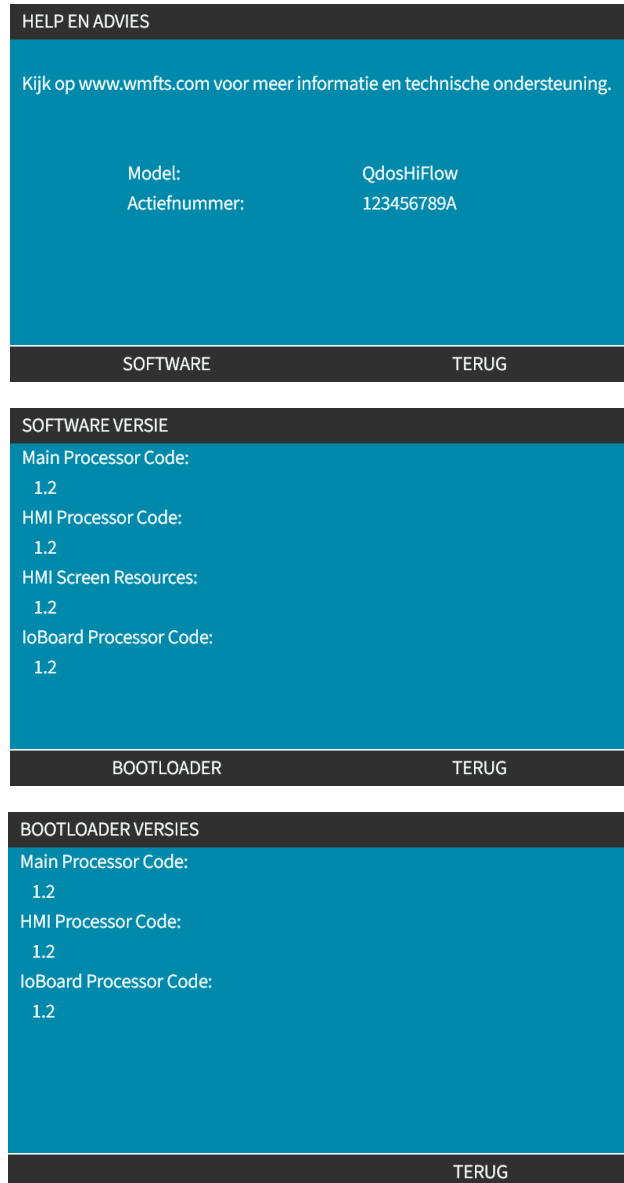 HELP EN ADVIES
Kijk op www.wmfts.com voor meer informatie en technische ondersteuning.
Model: QdosHiFlow
Actiefnummer: 123456789A
SOFTWARE TERUG
SOFTWARE VERSIE
Main Processor Code:
1.2
HMI Processor Code:
1.2
HMI Screen Resources:
1.2
IoBoard Processor Code:
1.2
BOOTLOADER TERUG
BOOTLOADER VERSIES
Main Processor Code:
1.2
HMI Processor Code:
1.2
IoBoard Processor Code:
1.2
TERUG